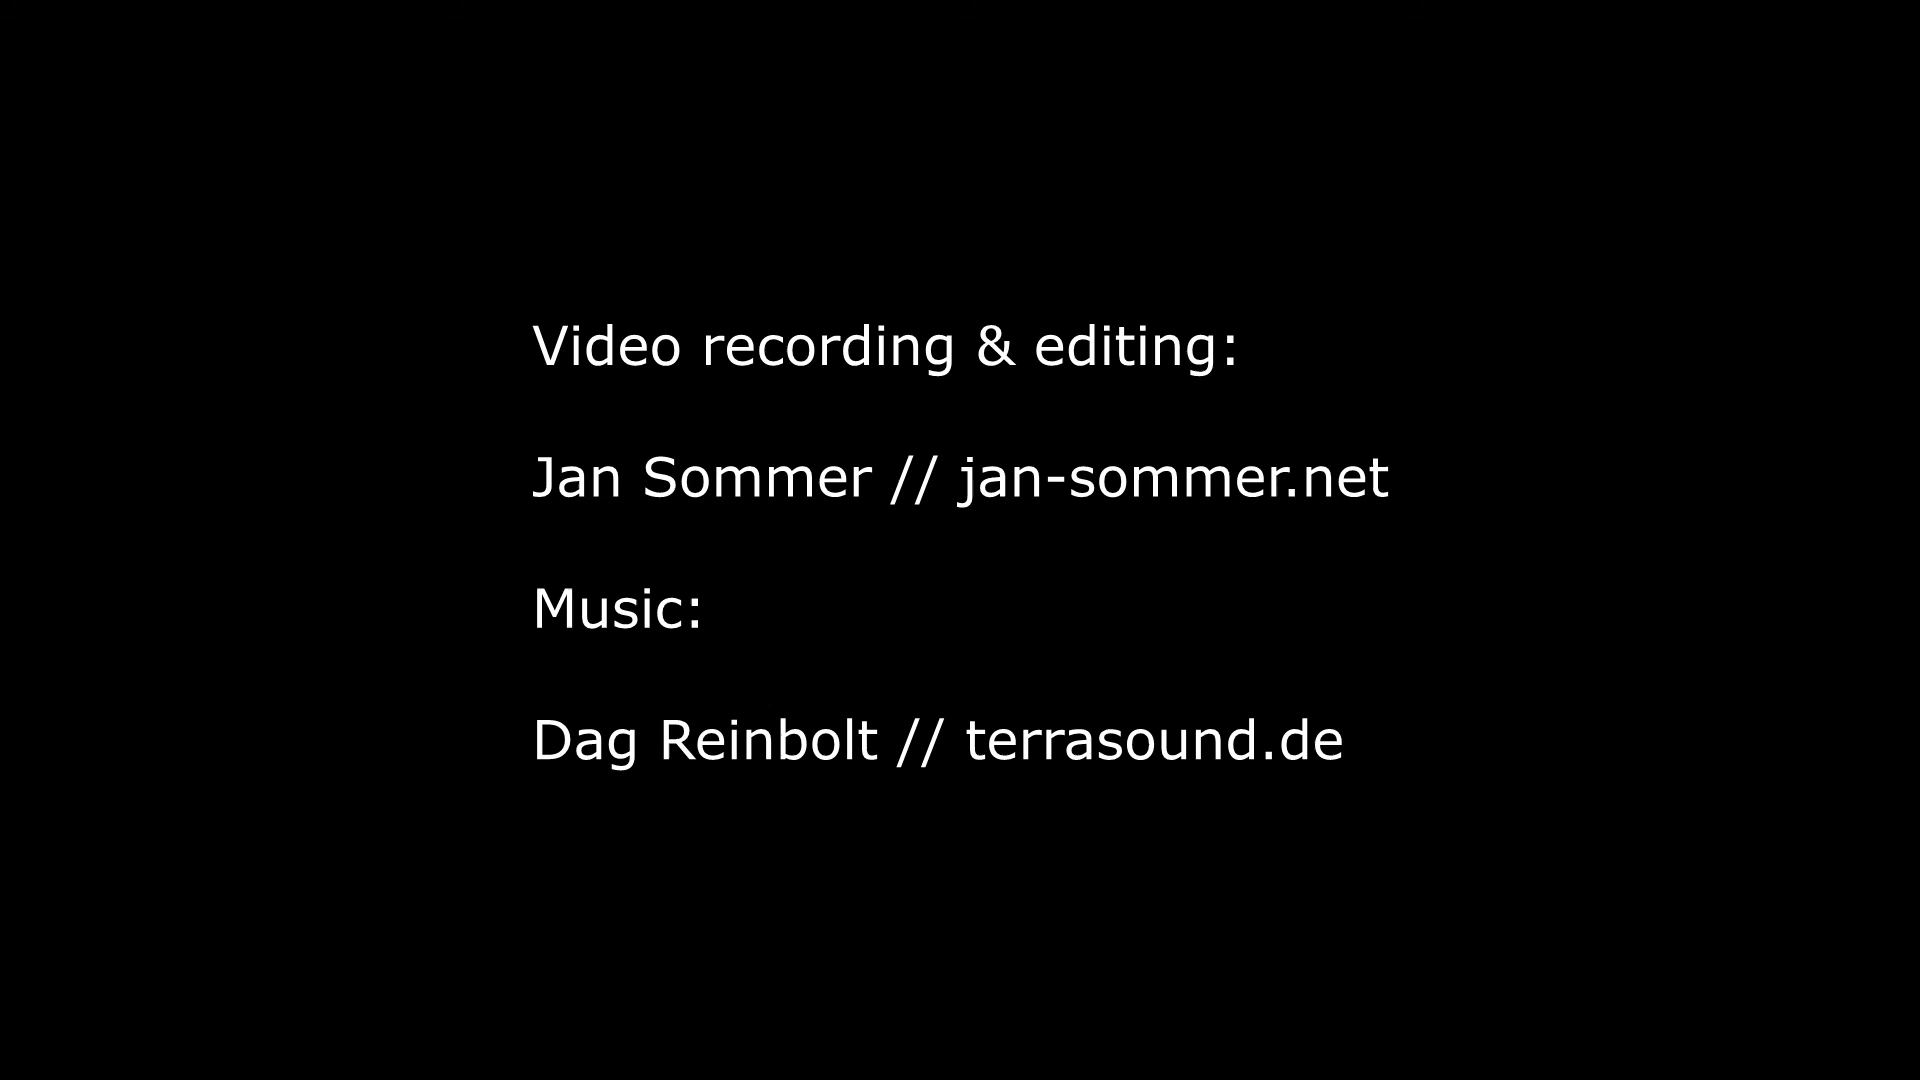 Video recording & editing:
Jan Sommer // jan-sommer.net
Music:
Dag Reinbolt // terrasound.de